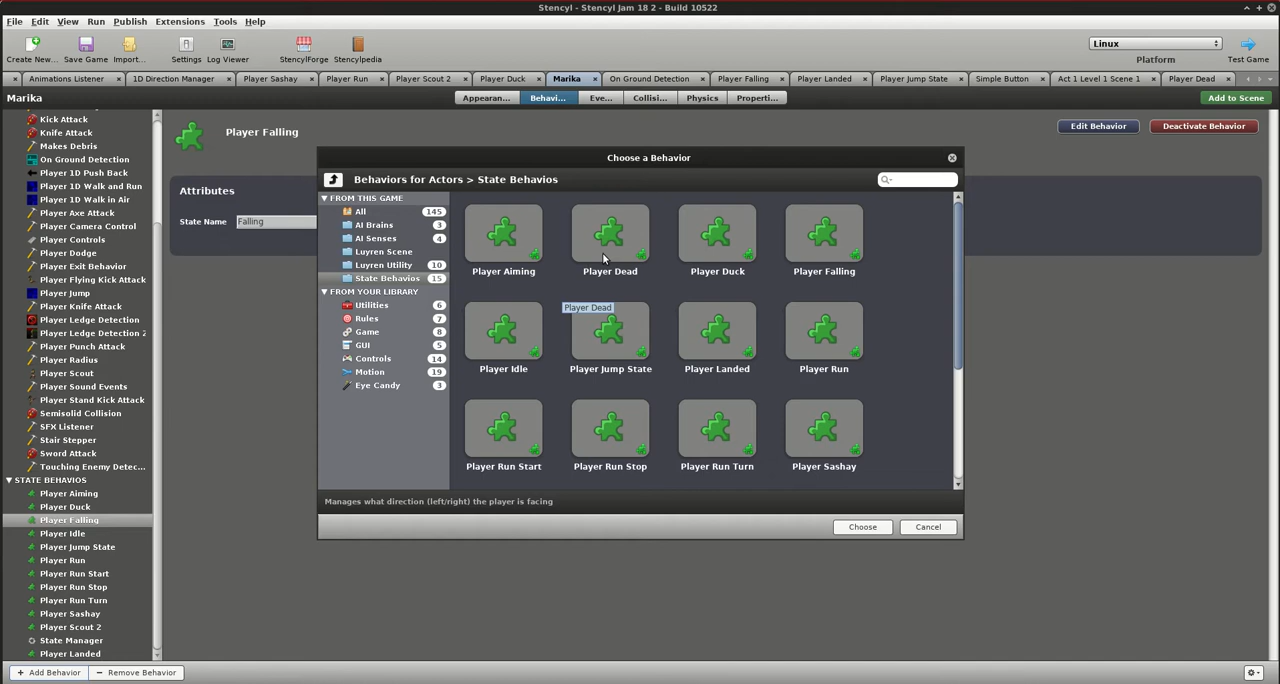 Stencyl - Stencyl Jam 18 2 - Build 10522
File Edit View Run Publish Extensions Tools Help
Linux
Create New... Save Game Import... Settings Log Viewer StencylForge Stencylpedia Platform Test Game
Animations Listener 1D Direction Manager Player Sashay Player Run Player Scout 2 Player Duck Marika On Ground Detection Player Falling Player Landed Player Jump State Simple Button Act 1 Level 1 Scene 1 Player Dead
Marika Appearan... Behavi... Eve... Collisi... Physics Properti... Add to Scene
Kick Attack
Knife Attack
Makes Debris
On Ground Detection
Player 1D Push Back
Player 1D Walk and Run
Player 1D Walk in Air
Player Axe Attack
Player Camera Control
Player Controls
Player Dodge
Player Exit Behavior
Player Flying Kick Attack
Player Jump
Player Knife Attack
Player Ledge Detection
Player Ledge Detection 2
Player Punch Attack
Player Radius
Player Scout
Player Sound Events
Player Stand Kick Attack
Semisolid Collision
SFX Listener
Stair Stepper
Sword Attack
Touching Enemy Detec...
STATE BEHAVIOS
Player Aiming
Player Duck
Player Falling
Player Idle
Player Jump State
Player Run
Player Run Start
Player Run Stop
Player Run Turn
Player Sashay
Player Scout 2
State Manager
Player Landed
+ Add Behavior − Remove Behavior
Player Falling
Edit Behavior Deactivate Behavior
Attributes
State Name Falling
Choose a Behavior
Behaviors for Actors > State Behavios
FROM THIS GAME
All 145
AI Brains 3
AI Senses 4
Luyren Scene
Luyren Utility 10
State Behavios 15
FROM YOUR LIBRARY
Utilities 6
Rules 7
Game 8
GUI 5
Controls 14
Motion 19
Eye Candy 3
Player Aiming Player Dead Player Duck Player Falling
Player Dead
Player Idle Player Jump State Player Landed Player Run
Player Run Start Player Run Stop Player Run Turn Player Sashay
Manages what direction (left/right) the player is facing
Choose Cancel